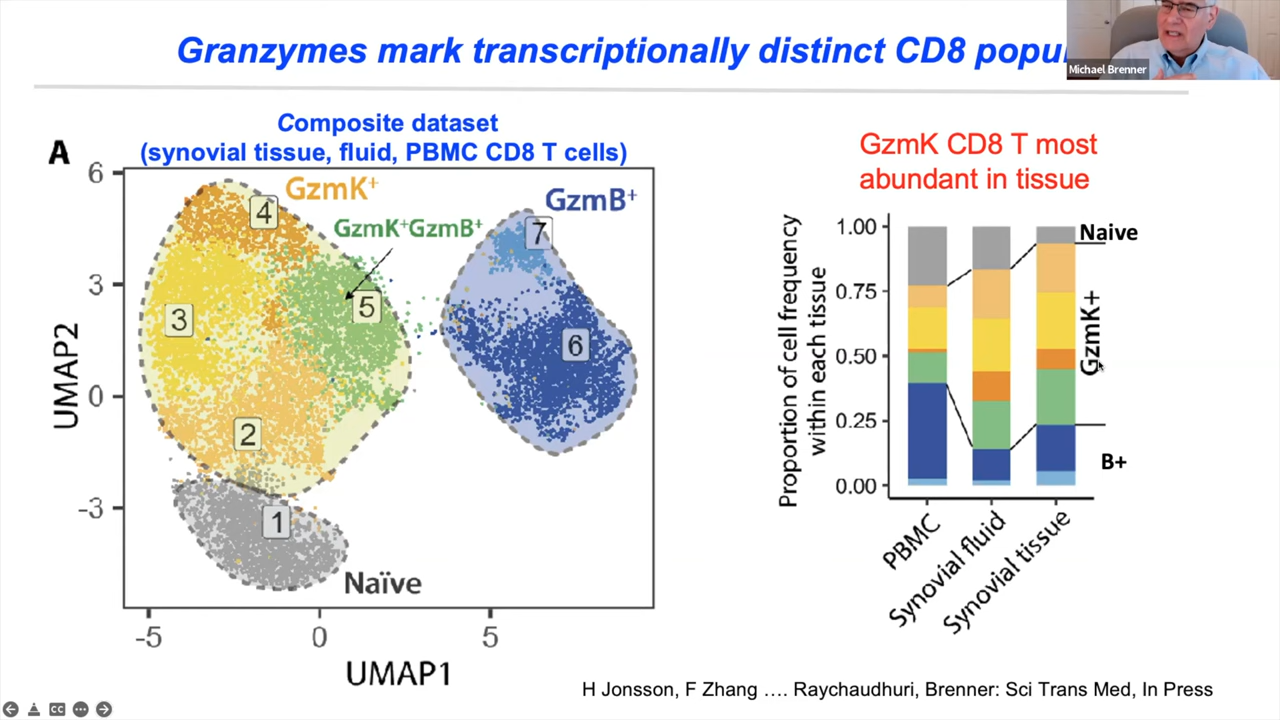 Granzymes mark transcriptionally distinct CD8 popu
Michael Brenner
Composite dataset
(synovial tissue, fluid, PBMC CD8 T cells)
A
GzmK+
GzmK+GzmB+
GzmB+
Naïve
1
2
3
4
5
6
7
6
3
0
-3
UMAP2
-5
0
5
UMAP1
GzmK CD8 T most
abundant in tissue
Proportion of cell frequency
within each tissue
1.00
0.75
0.50
0.25
0.00
Naive
GzmK+
B+
PBMC
Synovial fluid
Synovial tissue
H Jonsson, F Zhang …. Raychaudhuri, Brenner: Sci Trans Med, In Press
CC